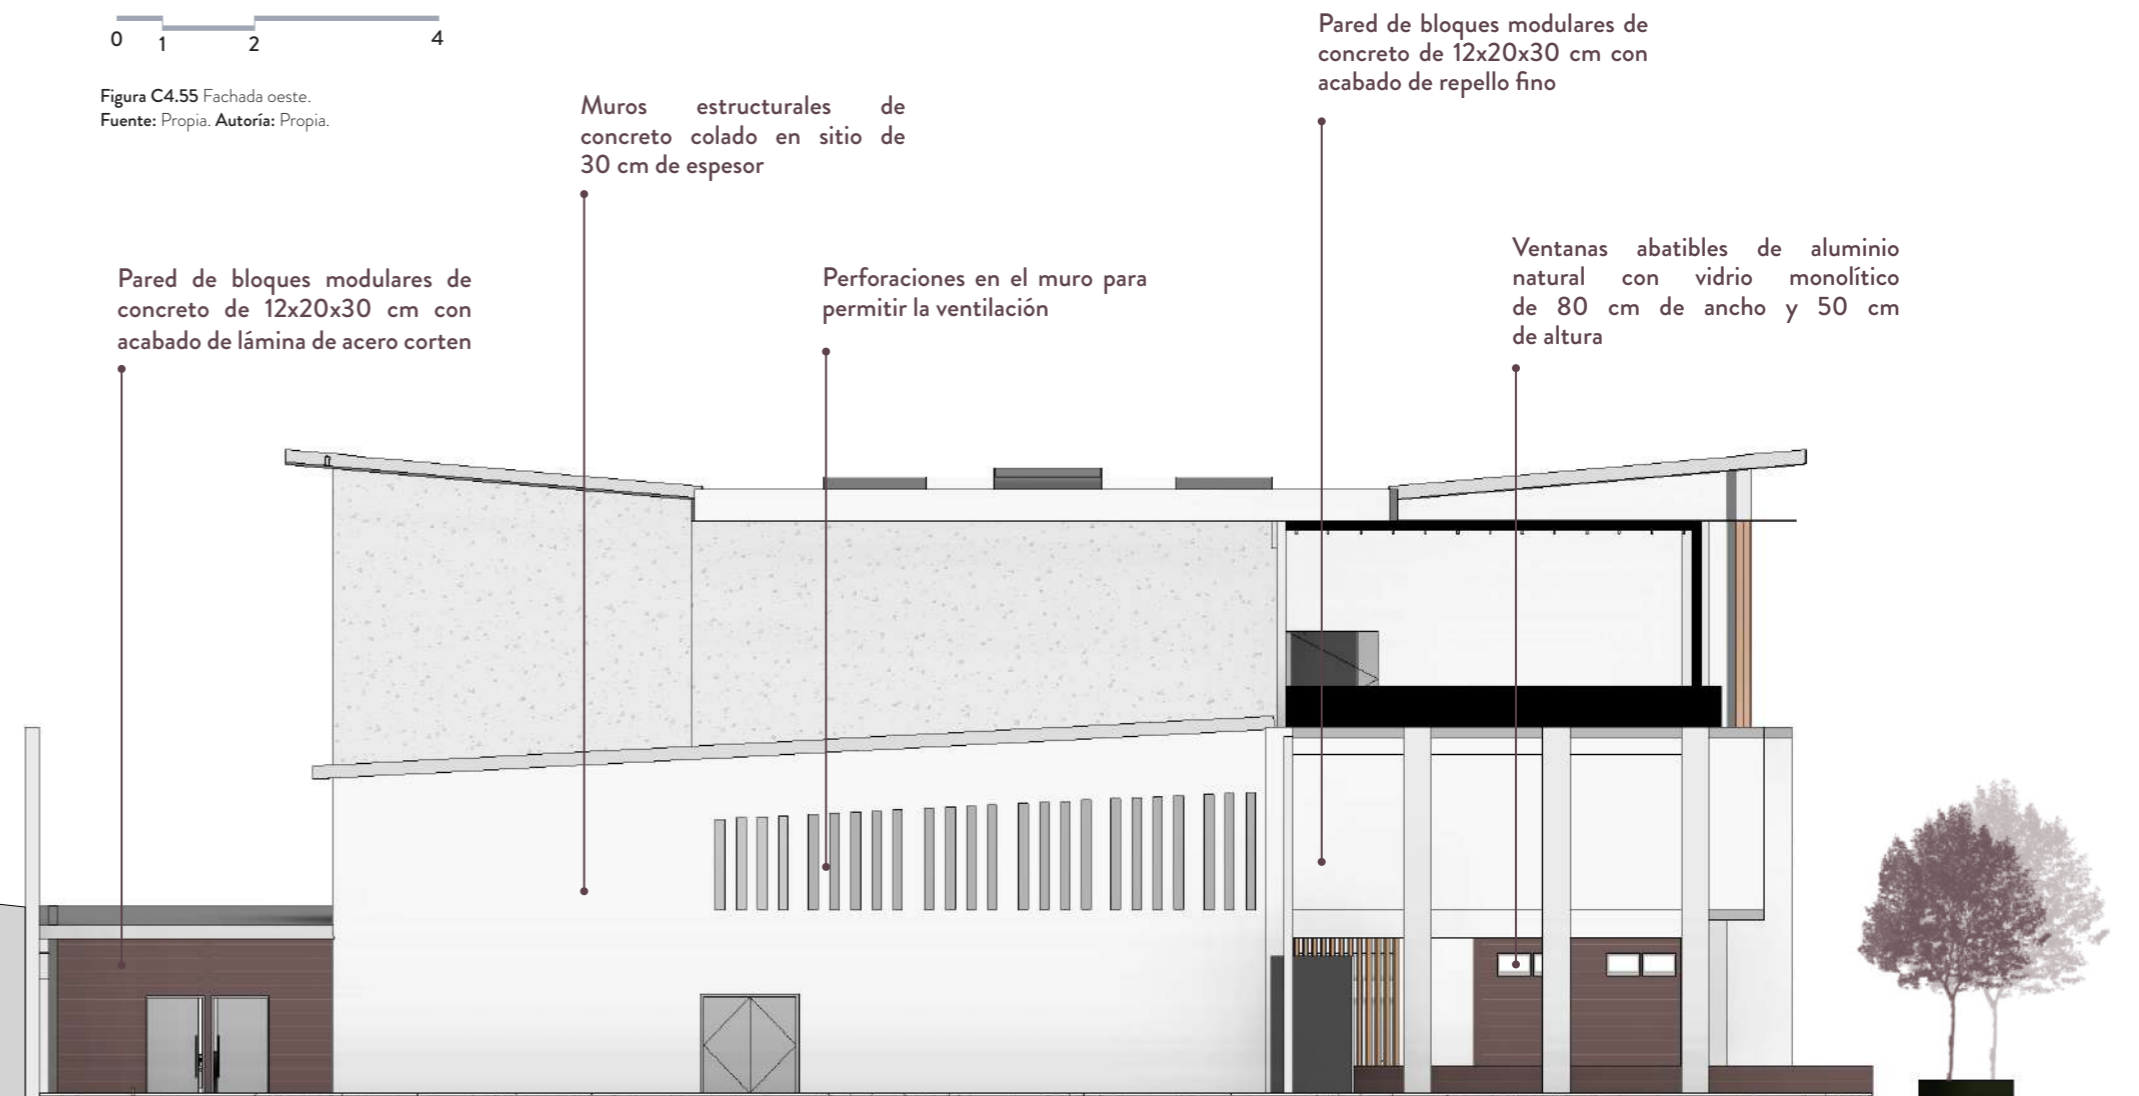 0 1 2 4
Figura C4.55 Fachada oeste.
Fuente: Propia. Autoría: Propia.
Pared de bloques modulares de
concreto de 12x20x30 cm con
acabado de lámina de acero corten
Muros estructurales de
concreto colado en sitio de
30 cm de espesor
Perforaciones en el muro para
permitir la ventilación
Pared de bloques modulares de
concreto de 12x20x30 cm con
acabado de repello fino
Ventanas abatibles de aluminio
natural con vidrio monolítico
de 80 cm de ancho y 50 cm
de altura